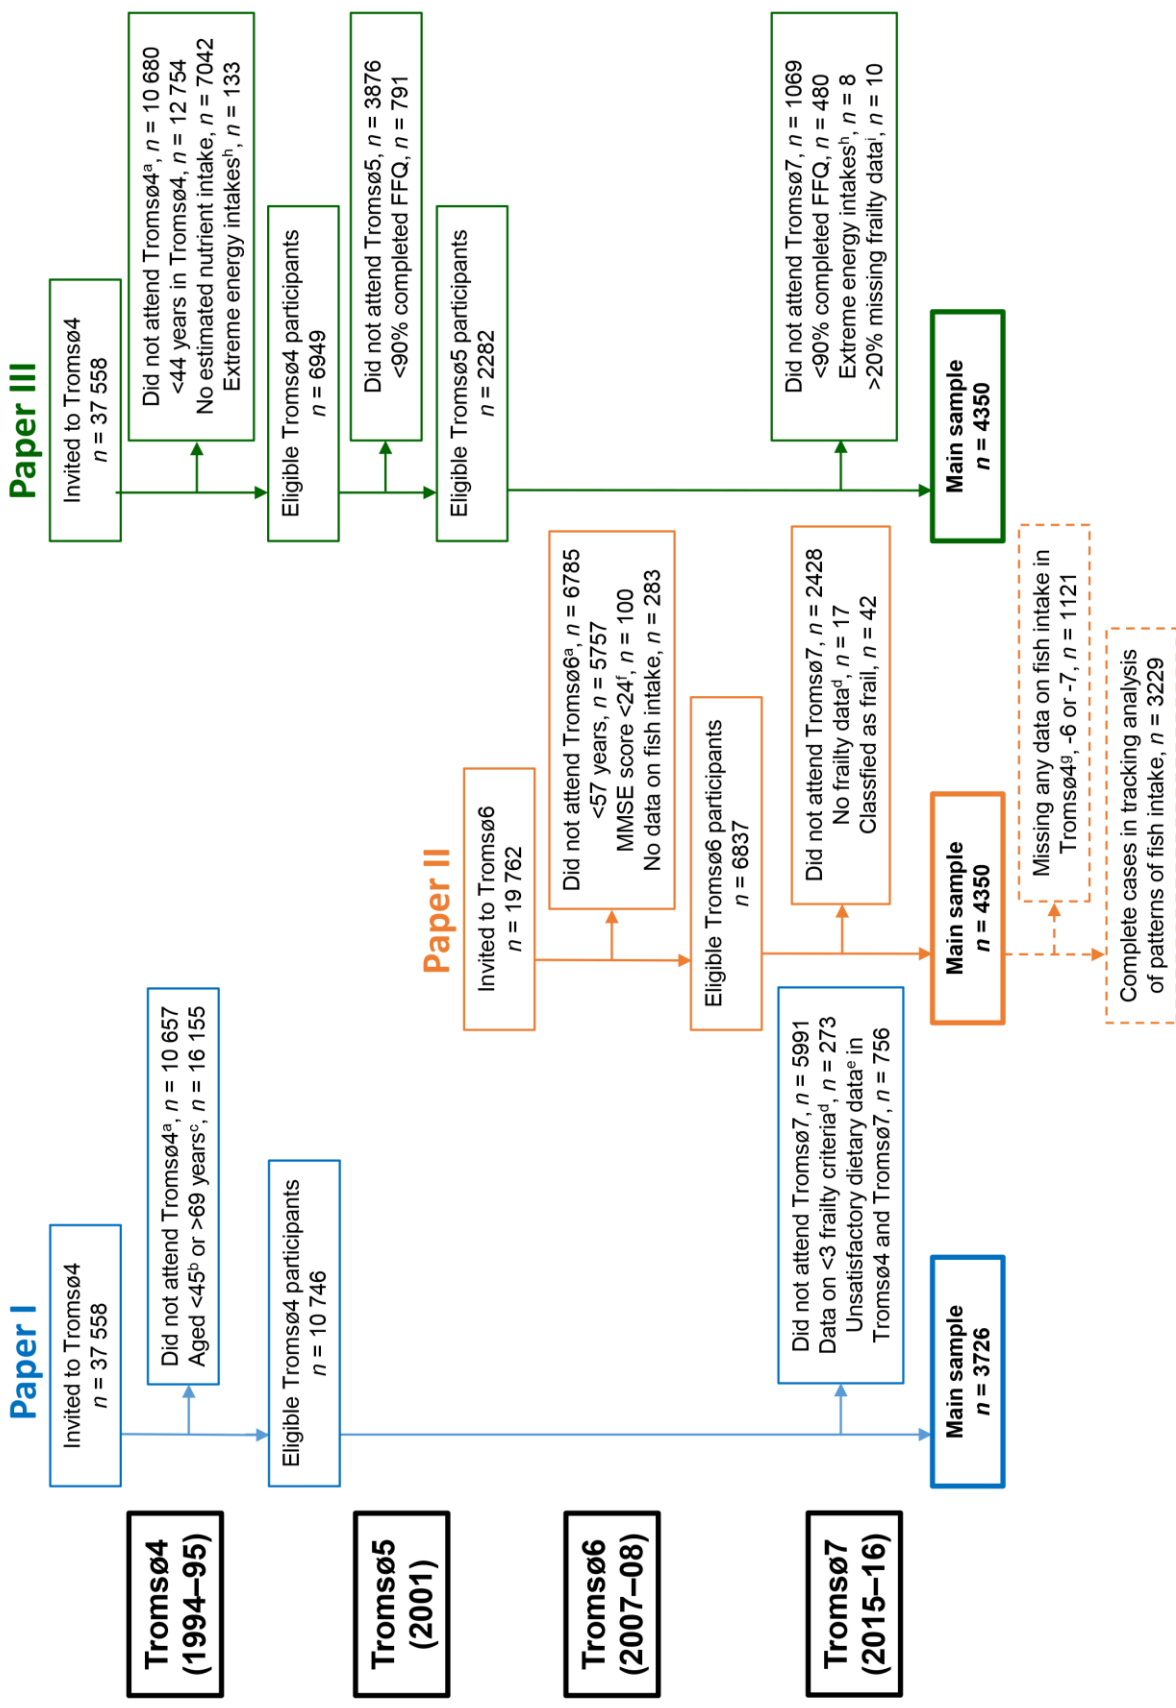 Paper I
Paper II
Paper III
Tromsø4
(1994–95)
Invited to Tromsø4
n = 37 558
Did not attend Tromsø4ᵃ, n = 10 657
Aged <45ᵇ or >69 yearsᶜ, n = 16 155
Eligible Tromsø4 participants
n = 10 746
Invited to Tromsø4
n = 37 558
Did not attend Tromsø4ᵃ, n = 10 680
<44 years in Tromsø4, n = 12 754
No estimated nutrient intake, n = 7042
Extreme energy intakesʰ, n = 133
Eligible Tromsø4 participants
n = 6949
Tromsø5
(2001)
Did not attend Tromsø5, n = 3876
<90% completed FFQ, n = 791
Eligible Tromsø5 participants
n = 2282
Tromsø6
(2007–08)
Invited to Tromsø6
n = 19 762
Did not attend Tromsø6ᵃ, n = 6785
<57 years, n = 5757
MMSE score <24ᶠ, n = 100
No data on fish intake, n = 283
Eligible Tromsø6 participants
n = 6837
Tromsø7
(2015–16)
Did not attend Tromsø7, n = 5991
Data on <3 frailty criteriaᵈ, n = 273
Unsatisfactory dietary dataᵉ in
Tromsø4 and Tromsø7, n = 756
Did not attend Tromsø7, n = 2428
No frailty dataᵈ, n = 17
Classfied as frail, n = 42
Did not attend Tromsø7, n = 1069
<90% completed FFQ, n = 480
Extreme energy intakesʰ, n = 8
>20% missing frailty dataⁱ, n = 10
Main sample
n = 3726
Main sample
n = 4350
Main sample
n = 4350
Missing any data on fish intake in
Tromsø4ᵍ, -6 or -7, n = 1121
Complete cases in tracking analysis
of patterns of fish intake, n = 3229